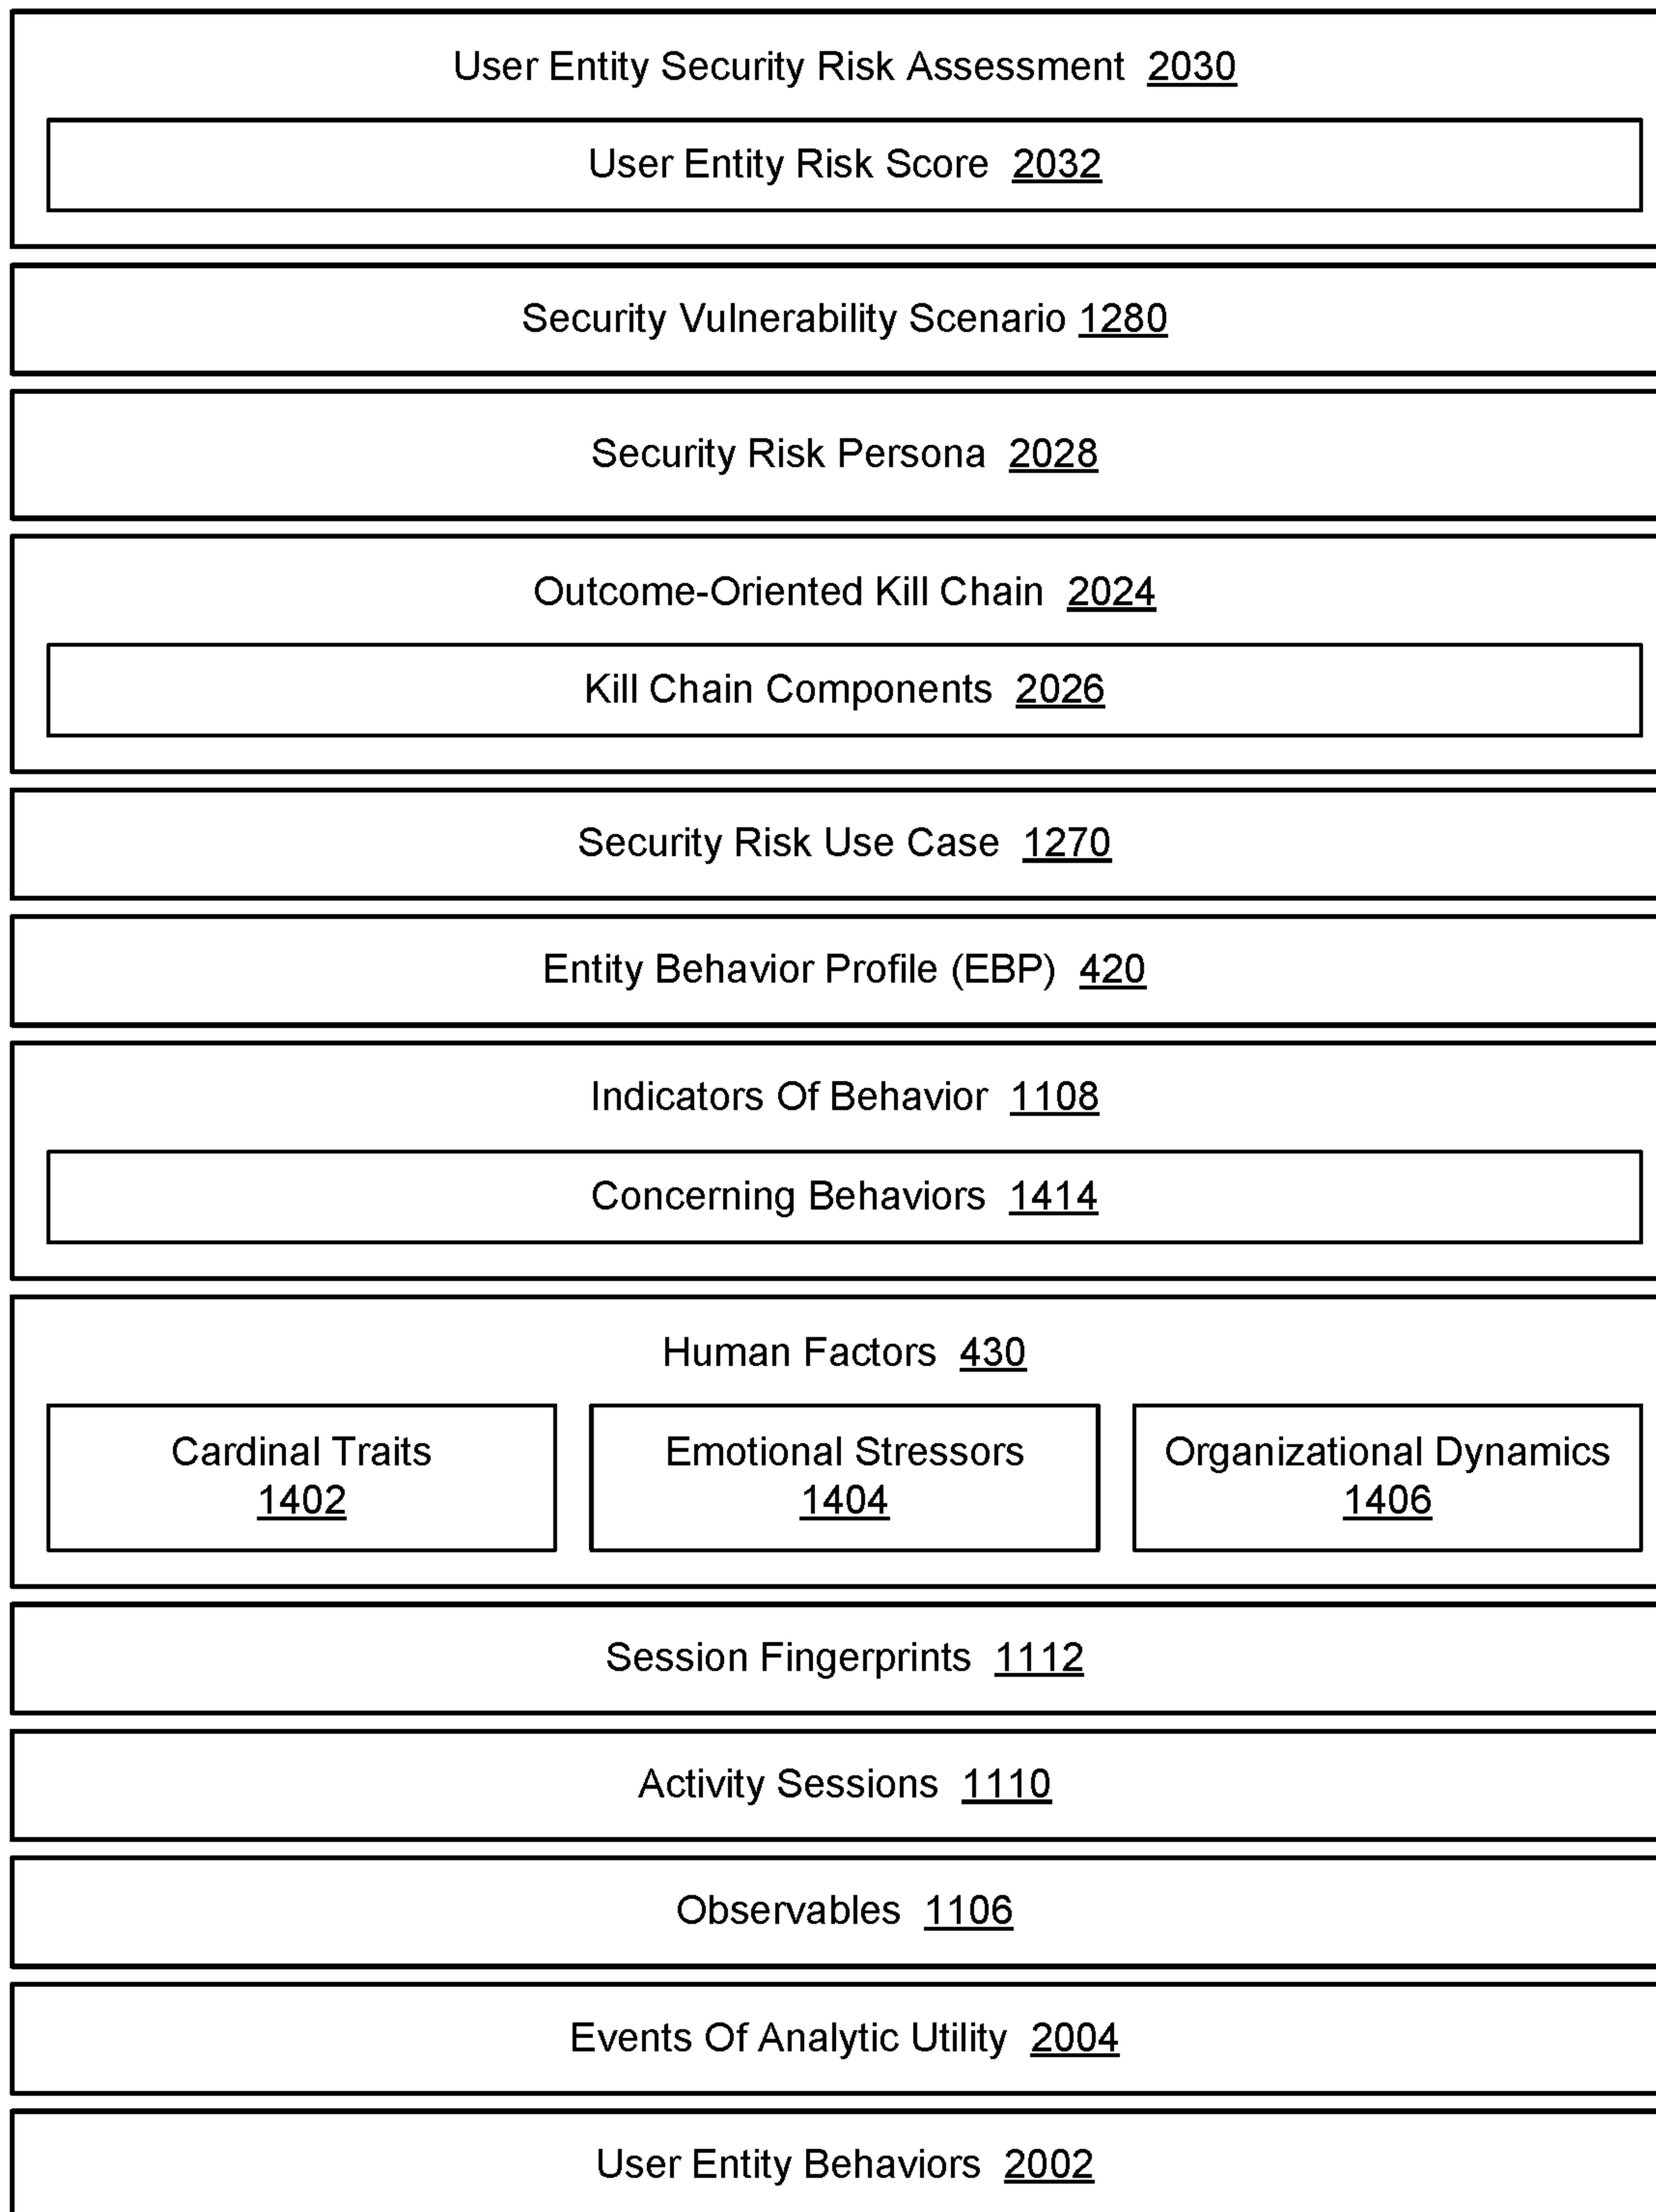 User Entity Security Risk Assessment 2030
User Entity Risk Score 2032
Security Vulnerability Scenario 1280
Security Risk Persona 2028
Outcome-Oriented Kill Chain 2024
Kill Chain Components 2026
Security Risk Use Case 1270
Entity Behavior Profile (EBP) 420
Indicators Of Behavior 1108
Concerning Behaviors 1414
Human Factors 430
Cardinal Traits
1402
Emotional Stressors
1404
Organizational Dynamics
1406
Session Fingerprints 1112
Activity Sessions 1110
Observables 1106
Events Of Analytic Utility 2004
User Entity Behaviors 2002